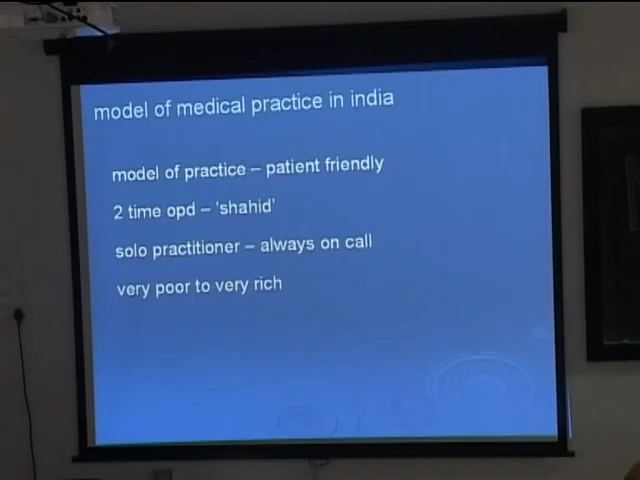 model of medical practice in india
model of practice – patient friendly
2 time opd – 'shahid'
solo practitioner – always on call
very poor to very rich